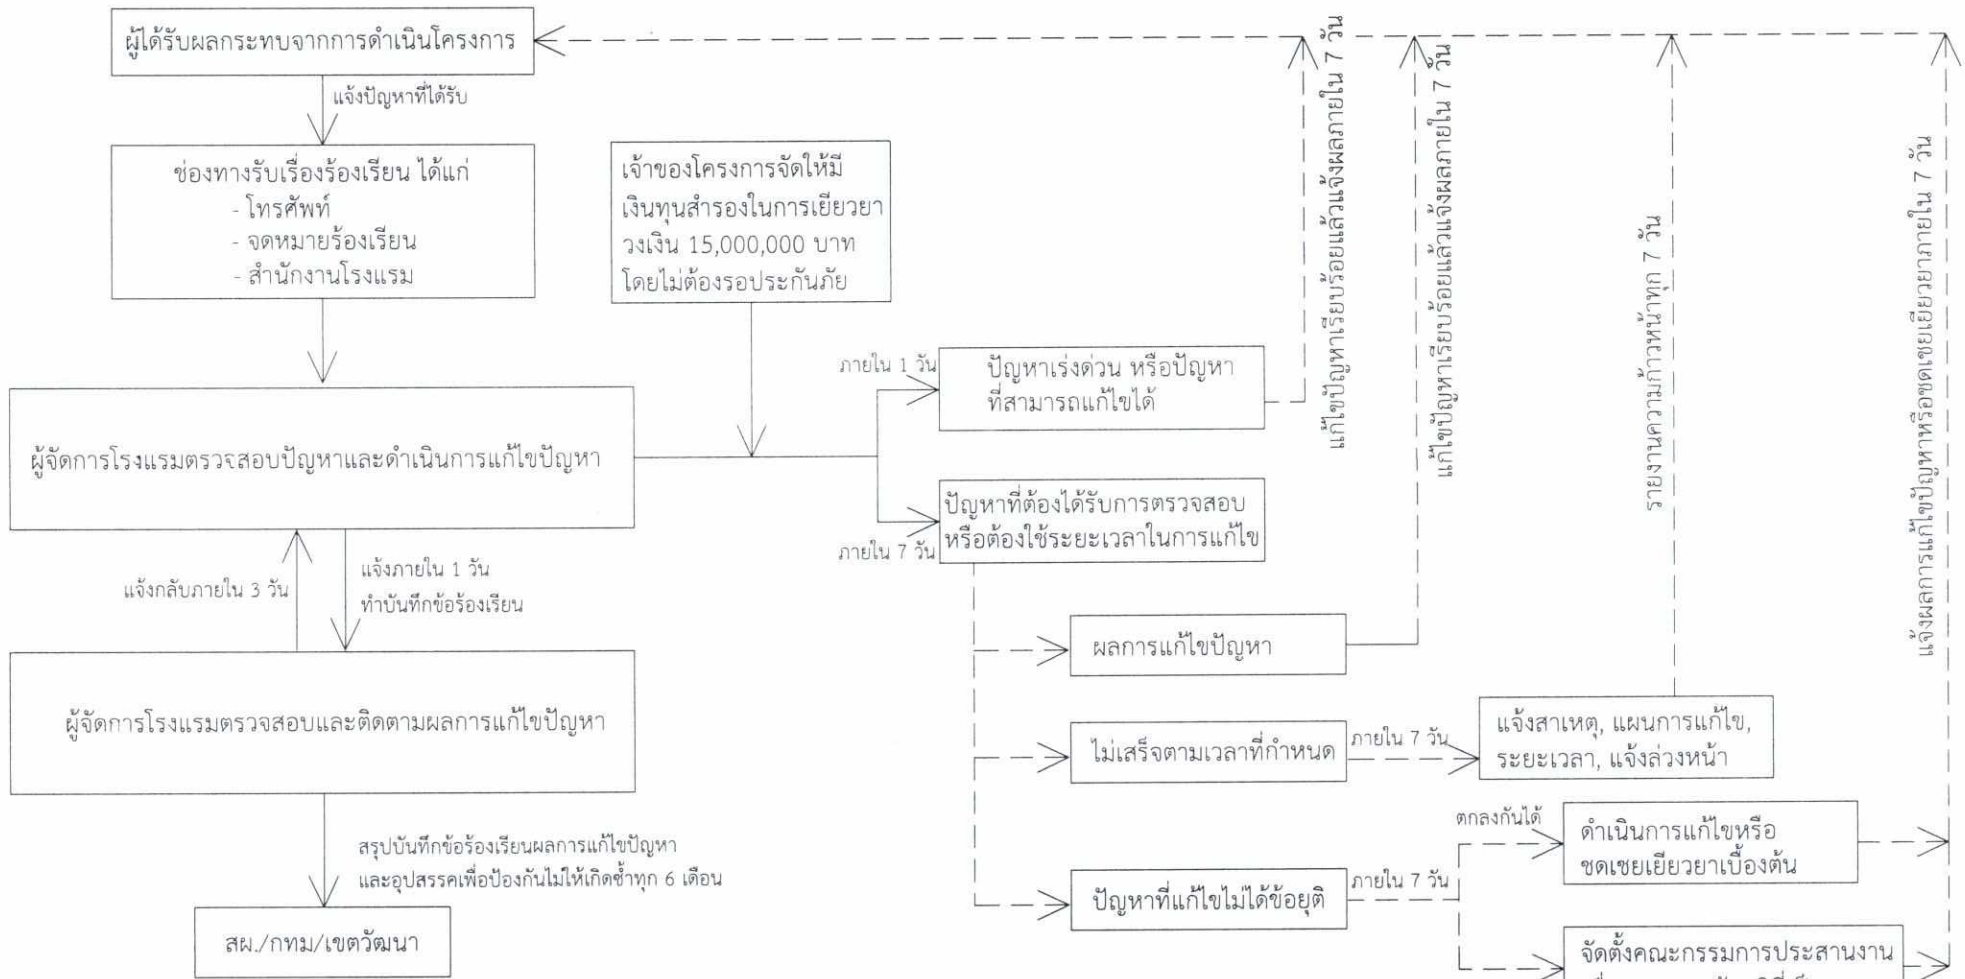 ผู้ได้รับผลกระทบจากการดำเนินโครงการ
แจ้งปัญหาที่ได้รับ
ช่องทางรับเรื่องร้องเรียน ได้แก่
- โทรศัพท์
- จดหมายร้องเรียน
- สำนักงานโรงแรม
เจ้าของโครงการจัดให้มี
เงินทุนสำรองในการเยียวยา
วงเงิน 15,000,000 บาท
โดยไม่ต้องรอประกันภัย
ผู้จัดการโรงแรมตรวจสอบปัญหาและดำเนินการแก้ไขปัญหา
ภายใน 1 วัน
ปัญหาเร่งด่วน หรือปัญหา
ที่สามารถแก้ไขได้
ภายใน 7 วัน
ปัญหาที่ต้องได้รับการตรวจสอบ
หรือต้องใช้ระยะเวลาในการแก้ไข
แก้ไขปัญหาเรียบร้อยแล้วแจ้งผลภายใน 7 วัน
แก้ไขปัญหาเรียบร้อยแล้วแจ้งผลภายใน 7 วัน
รายงานความก้าวหน้าทุก 7 วัน
แจ้งผลการแก้ไขปัญหาหรือชดเชยเยียวยาภายใน 7 วัน
แจ้งกลับภายใน 3 วัน
แจ้งภายใน 1 วัน
ทำบันทึกข้อร้องเรียน
ผู้จัดการโรงแรมตรวจสอบและติดตามผลการแก้ไขปัญหา
สรุปบันทึกข้อร้องเรียนผลการแก้ไขปัญหา
และอุปสรรคเพื่อป้องกันไม่ให้เกิดซ้ำทุก 6 เดือน
สผ./กทม/เขตวัฒนา
ผลการแก้ไขปัญหา
ไม่เสร็จตามเวลาที่กำหนด
ภายใน 7 วัน
แจ้งสาเหตุ, แผนการแก้ไข,
ระยะเวลา, แจ้งล่วงหน้า
ปัญหาที่แก้ไขไม่ได้ข้อยุติ
ภายใน 7 วัน
ตกลงกันได้
ดำเนินการแก้ไขหรือ
ชดเชยเยียวยาเบื้องต้น
จัดตั้งคณะกรรมการประสานงาน